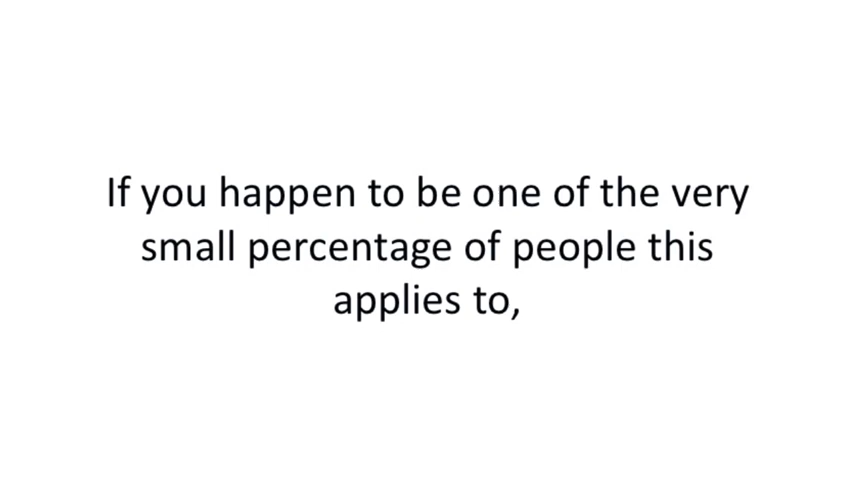 If you happen to be one of the very
small percentage of people this
applies to,